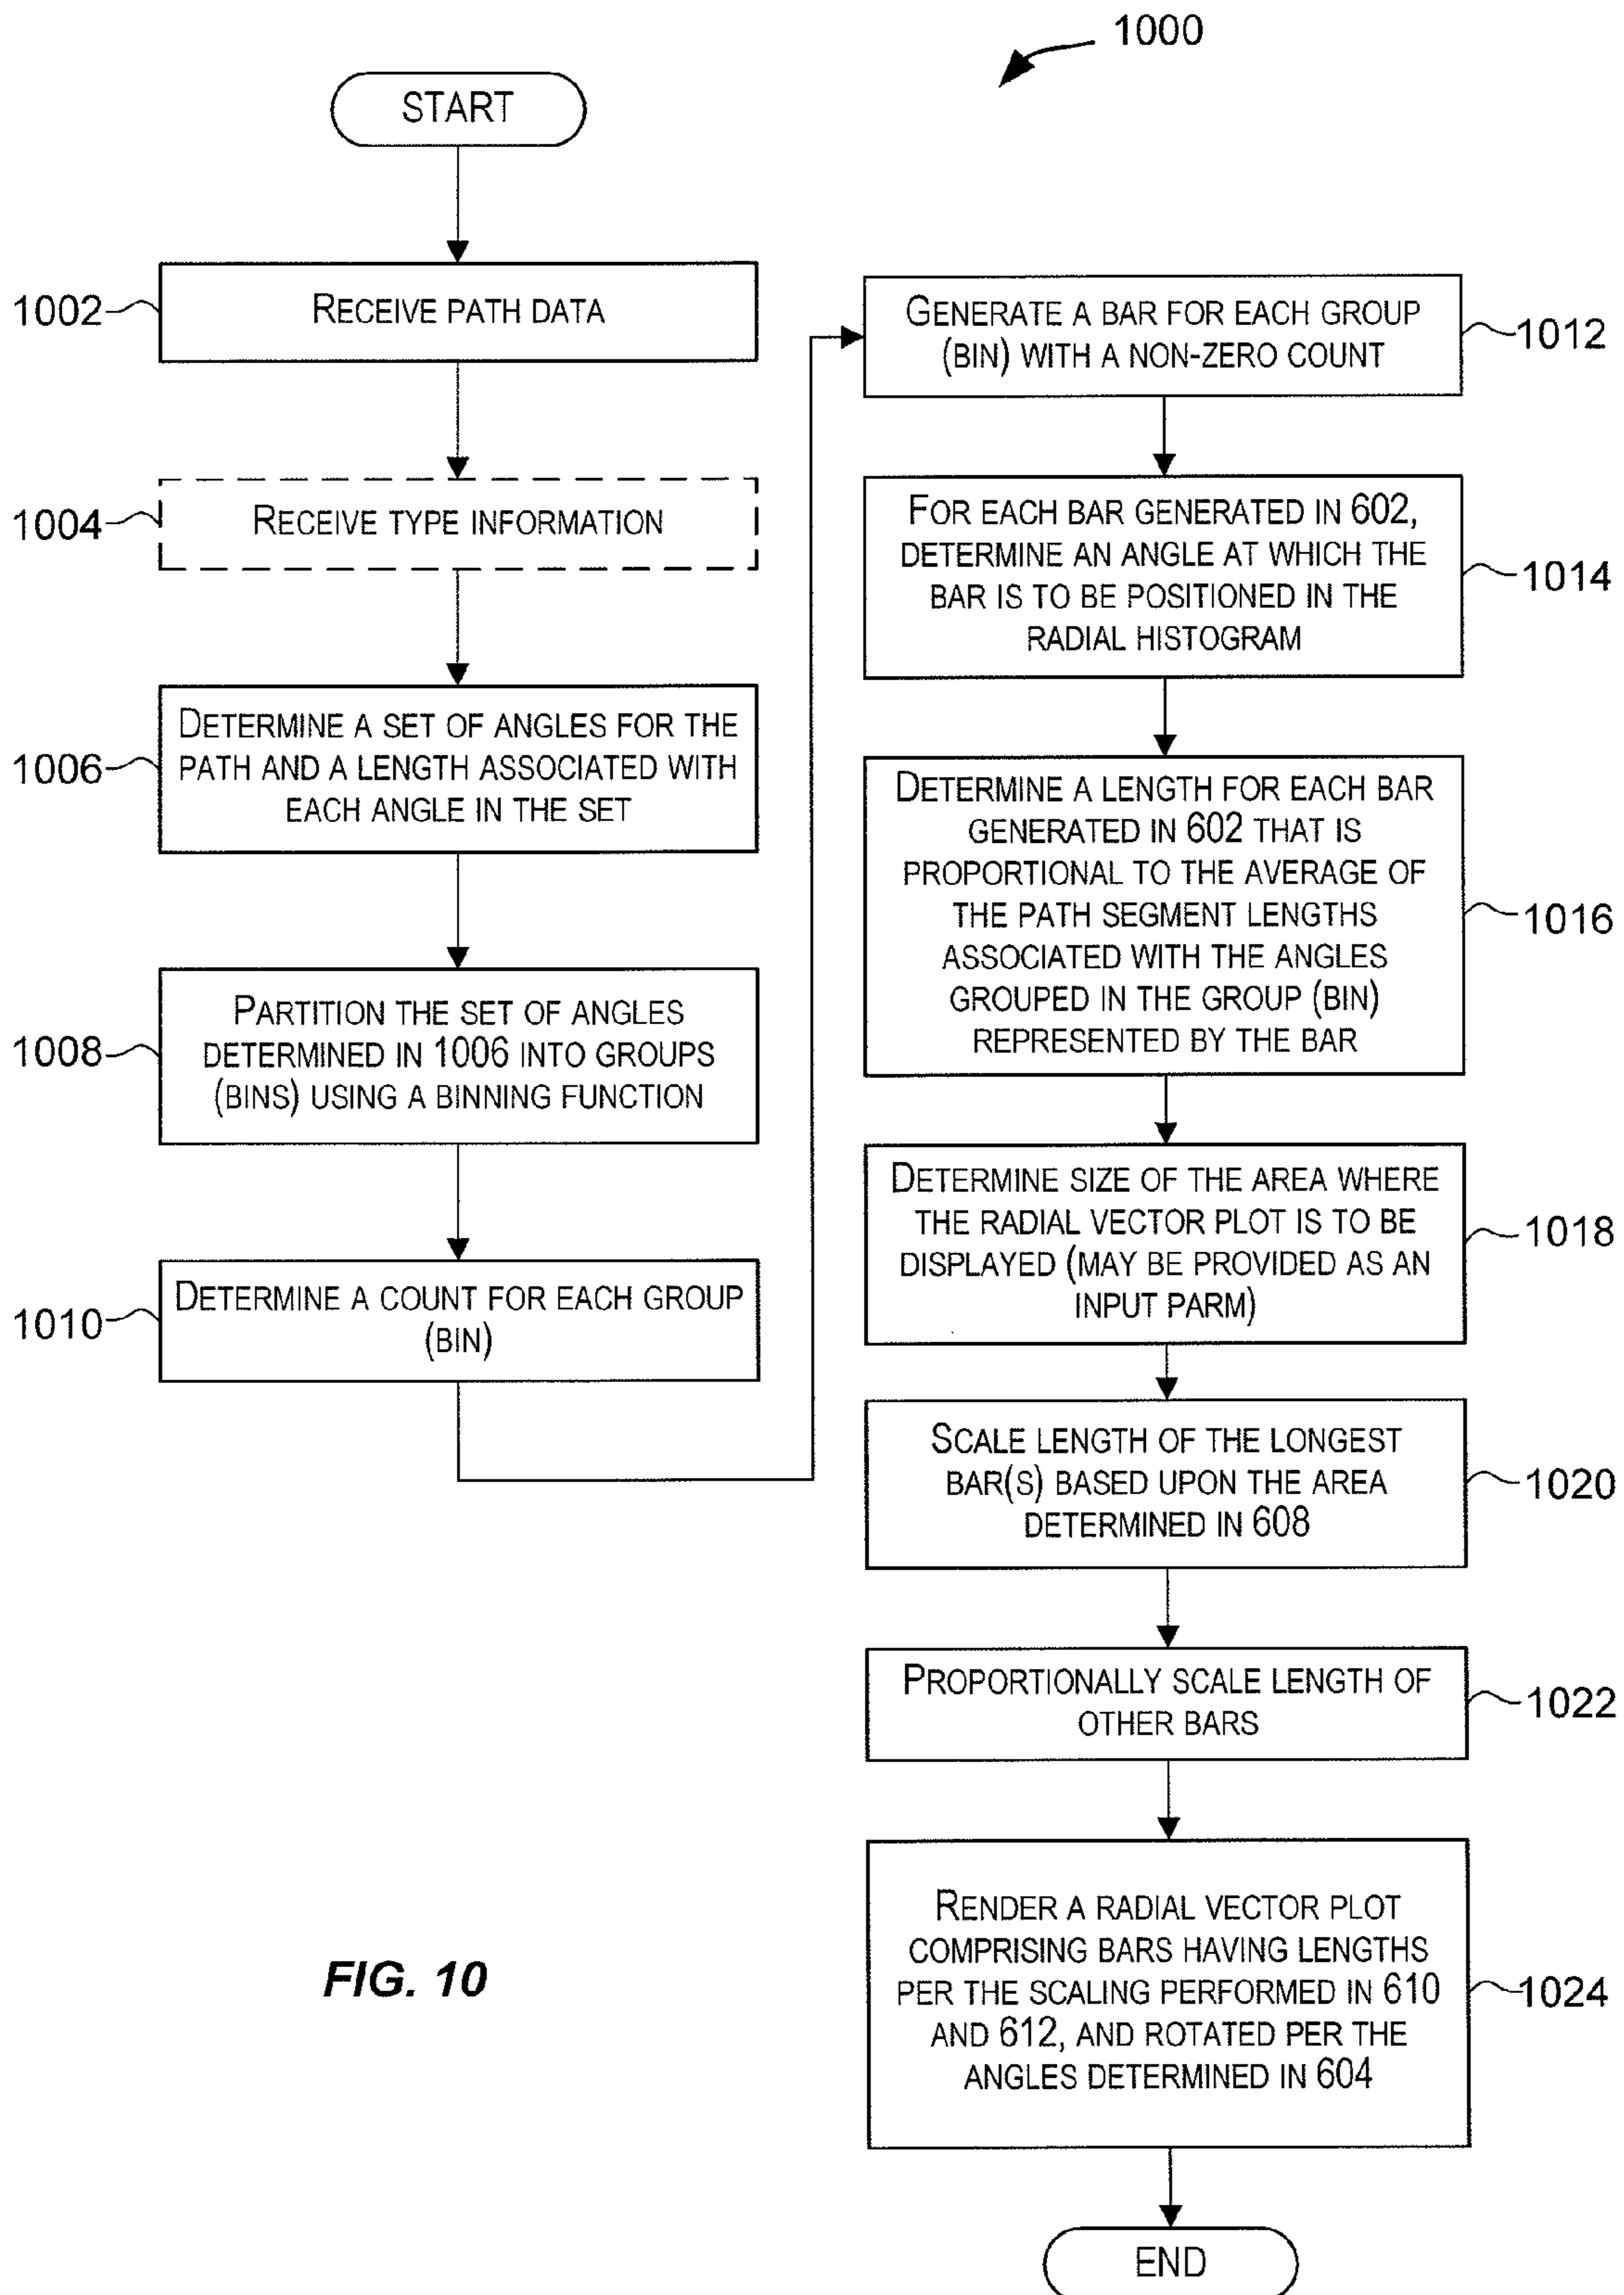 1000
START
1002
RECEIVE PATH DATA
1004
RECEIVE TYPE INFORMATION
1006
DETERMINE A SET OF ANGLES FOR THE
PATH AND A LENGTH ASSOCIATED WITH
EACH ANGLE IN THE SET
1008
PARTITION THE SET OF ANGLES
DETERMINED IN 1006 INTO GROUPS
(BINS) USING A BINNING FUNCTION
1010
DETERMINE A COUNT FOR EACH GROUP
(BIN)
GENERATE A BAR FOR EACH GROUP
(BIN) WITH A NON-ZERO COUNT
1012
FOR EACH BAR GENERATED IN 602,
DETERMINE AN ANGLE AT WHICH THE
BAR IS TO BE POSITIONED IN THE
RADIAL HISTOGRAM
1014
DETERMINE A LENGTH FOR EACH BAR
GENERATED IN 602 THAT IS
PROPORTIONAL TO THE AVERAGE OF
THE PATH SEGMENT LENGTHS
ASSOCIATED WITH THE ANGLES
GROUPED IN THE GROUP (BIN)
REPRESENTED BY THE BAR
1016
DETERMINE SIZE OF THE AREA WHERE
THE RADIAL VECTOR PLOT IS TO BE
DISPLAYED (MAY BE PROVIDED AS AN
INPUT PARM)
1018
SCALE LENGTH OF THE LONGEST
BAR(S) BASED UPON THE AREA
DETERMINED IN 608
1020
PROPORTIONALLY SCALE LENGTH OF
OTHER BARS
1022
RENDER A RADIAL VECTOR PLOT
COMPRISING BARS HAVING LENGTHS
PER THE SCALING PERFORMED IN 610
AND 612, AND ROTATED PER THE
ANGLES DETERMINED IN 604
1024
END
FIG. 10